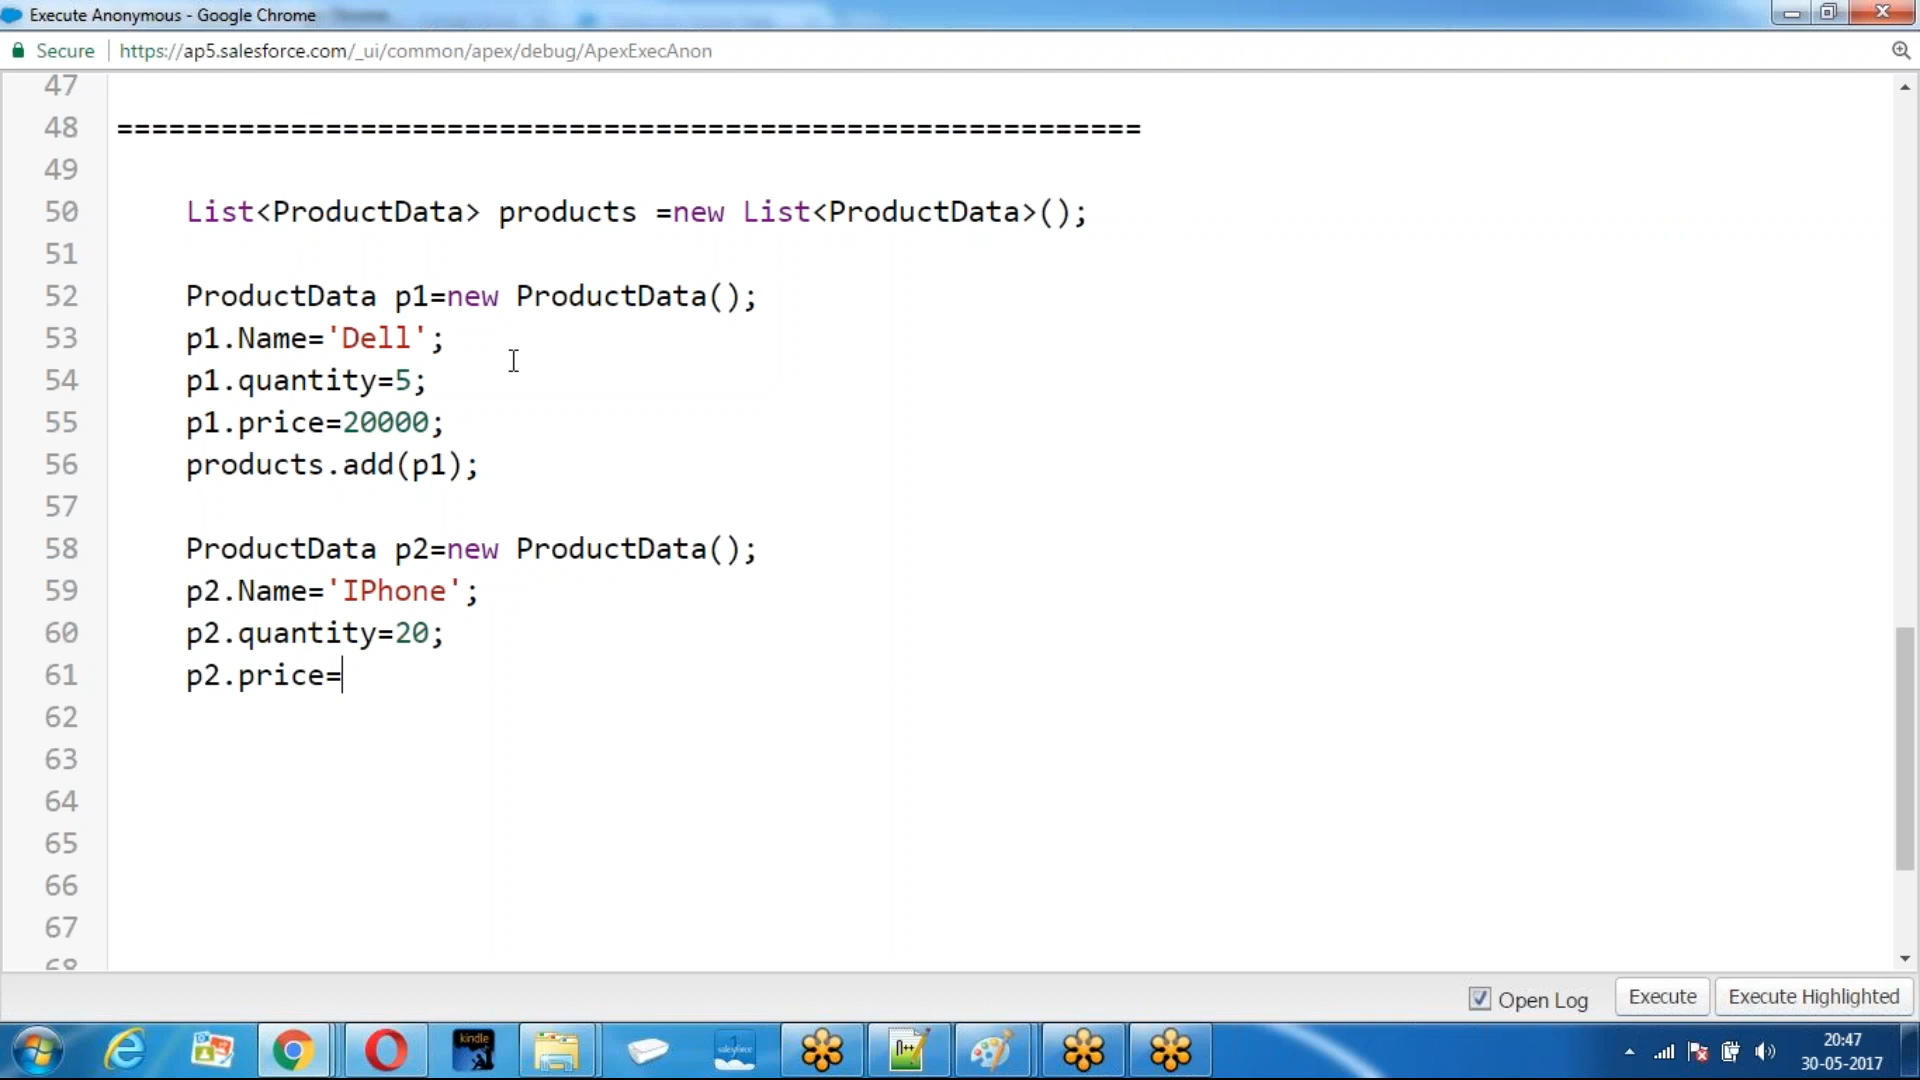 Execute Anonymous - Google Chrome
Secure https://ap5.salesforce.com/_ui/common/apex/debug/ApexExecAnon
47
48 ===========================================================
49
50 List<ProductData> products =new List<ProductData>();
51
52 ProductData p1=new ProductData();
53 p1.Name='Dell';
54 p1.quantity=5;
55 p1.price=20000;
56 products.add(p1);
57
58 ProductData p2=new ProductData();
59 p2.Name='IPhone';
60 p2.quantity=20;
61 p2.price=
62
63
64
65
66
67
68
Open Log Execute Execute Highlighted
kindle
salesforce
20:47
30-05-2017